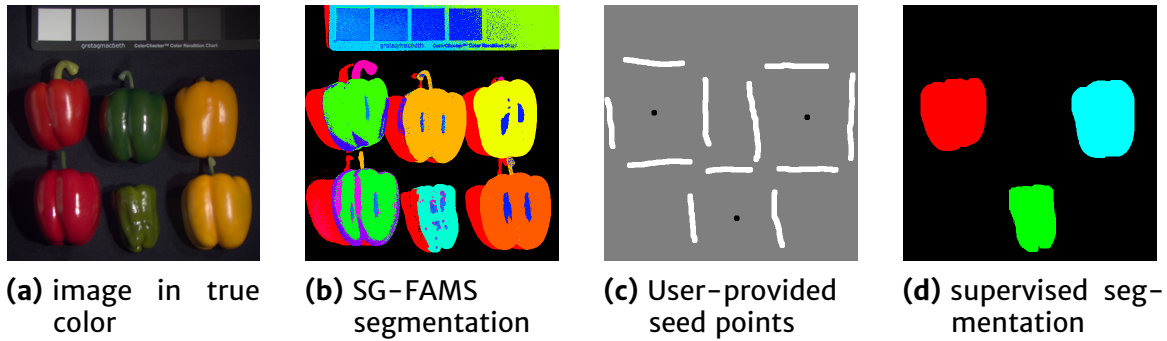 gretagmacbeth ColorChecker Color Rendition Chart
gretagmacbeth ColorChecker Color Rendition Chart
(a) image in true
color
(b) SG-FAMS
segmentation
(c) User-provided
seed points
(d) supervised seg-
mentation